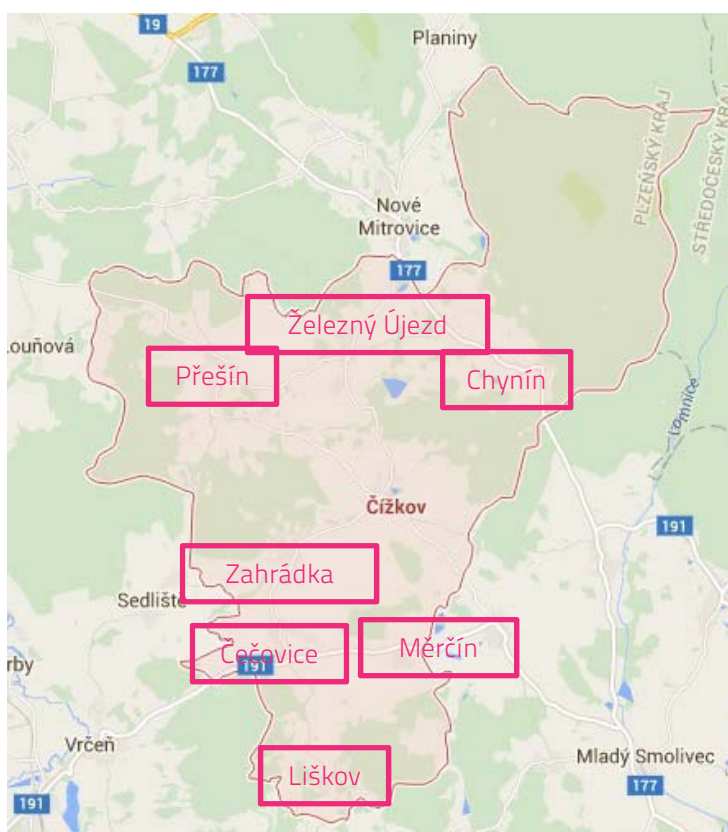 19
Planiny
177
PLZEŇSKÝ KRAJ
STŘEDOČESKÝ KRAJ
Nové
Mitrovice
177
Železný Újezd
Louňová
Přešín
Chynín
Lomnice
Čížkov
191
Zahrádka
Sedliště
Čečovice
Měrčín
191
Vrčeň
Mladý Smolivec
Liškov
177
191